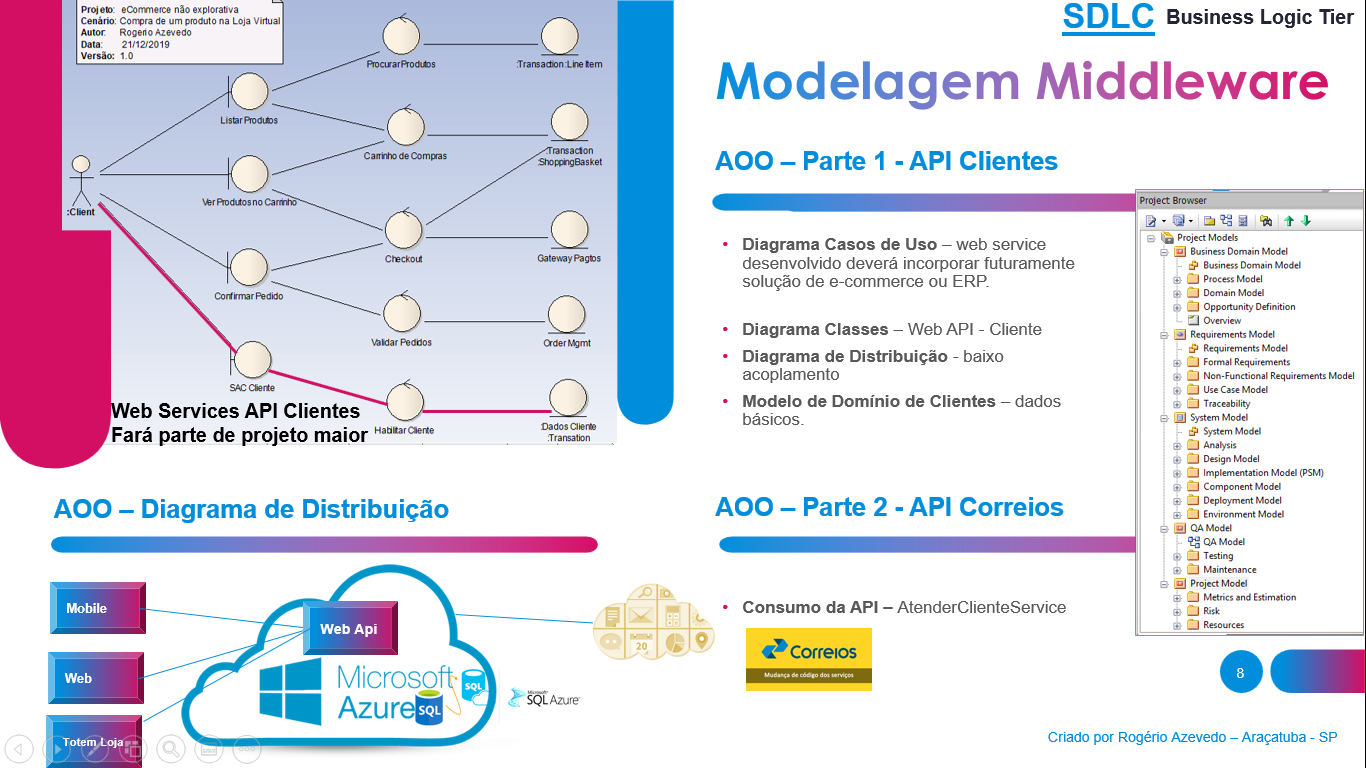 Projeto: eCommerce não explorativa
Cenário: Compra de um produto na Loja Virtual
Autor: Rogerio Azevedo
Data: 21/12/2019
Versão: 1.0
:Client
Listar Produtos
Ver Produtos no Carrinho
Confirmar Pedido
SAC Cliente
Procurar Produtos
Carrinho de Compras
Checkout
Validar Pedidos
Habilitar Cliente
:Transaction :Line Item
:Transaction
:ShoppingBasket
Gateway Pagtos
Order Mgmt
:Dados Cliente
:Transation
Web Services API Clientes
Fará parte de projeto maior
SDLC Business Logic Tier
Modelagem Middleware
AOO – Parte 1 - API Clientes
• Diagrama Casos de Uso – web service
desenvolvido deverá incorporar futuramente
solução de e-commerce ou ERP.
• Diagrama Classes – Web API - Cliente
• Diagrama de Distribuição - baixo
acoplamento
• Modelo de Domínio de Clientes – dados
básicos.
Project Browser
Project Models
Business Domain Model
Business Domain Model
Process Model
Domain Model
Opportunity Definition
Overview
Requirements Model
Requirements Model
Formal Requirements
Non-Functional Requirements Model
Use Case Model
Traceability
System Model
System Model
Analysis
Design Model
Implementation Model (PSM)
Component Model
Deployment Model
Environment Model
QA Model
QA Model
Testing
Maintenance
Project Model
Metrics and Estimation
Risk
Resources
AOO – Diagrama de Distribuição
Mobile
Web
Totem Loja
Web Api
Microsoft
Azure
SQL
SQL
Microsoft
SQL Azure
20
AOO – Parte 2 - API Correios
• Consumo da API – AtenderClienteService
Correios
Mudança de código dos serviços
8
Criado por Rogério Azevedo – Araçatuba - SP